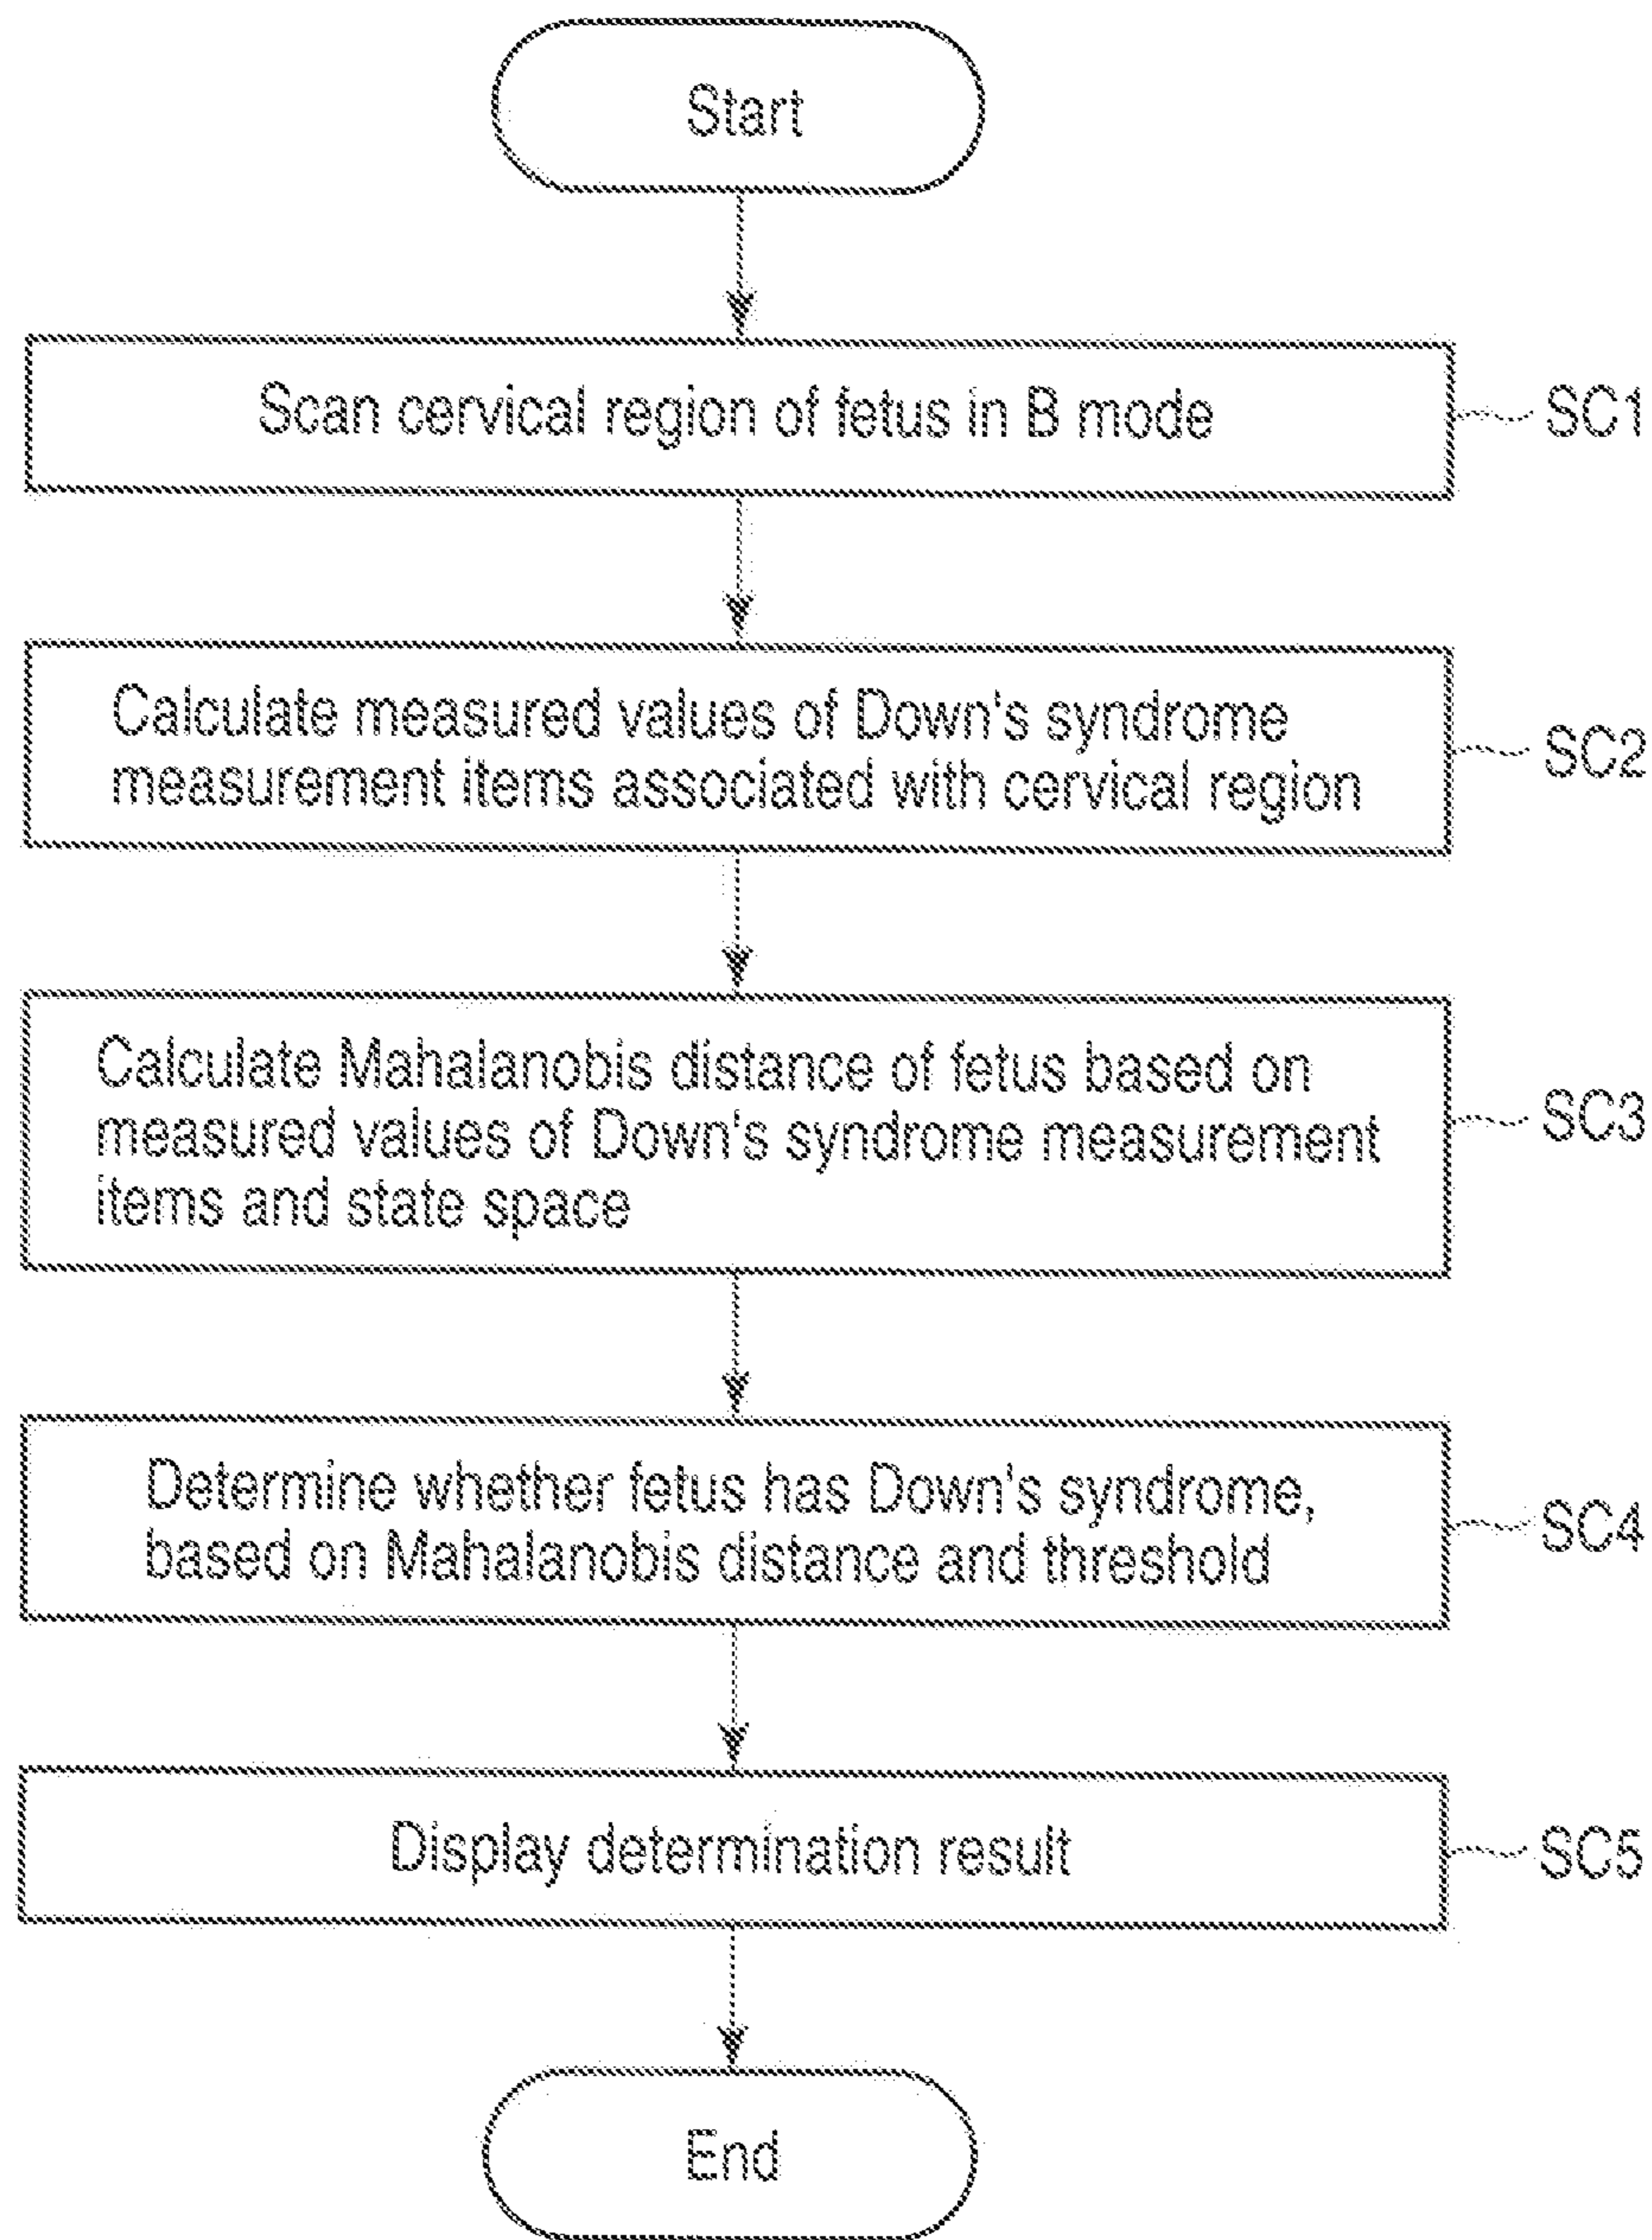 Start
Scan cervical region of fetus in B mode
SC1
Calculate measured values of Down's syndrome
measurement items associated with cervical region
SC2
Calculate Mahalanobis distance of fetus based on
measured values of Down's syndrome measurement
items and state space
SC3
Determine whether fetus has Down's syndrome,
based on Mahalanobis distance and threshold
SC4
Display determination result
SC5
End